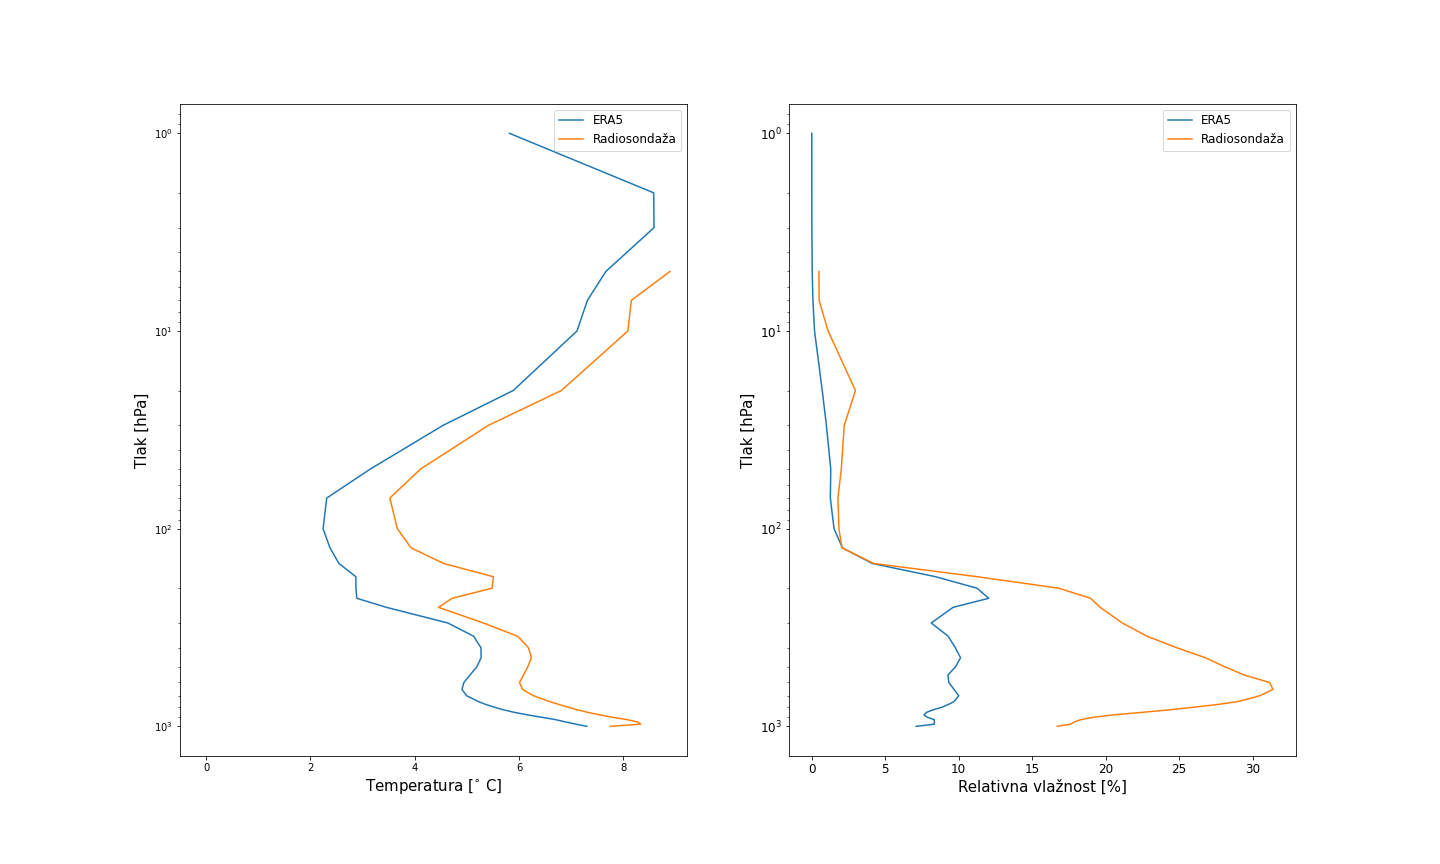 ERA5
Radiosondaža
10⁰
10¹
10²
10³
Tlak [hPa]
0 2 4 6 8
Temperatura [° C]
ERA5
Radiosondaža
10⁰
10¹
10²
10³
Tlak [hPa]
0 5 10 15 20 25 30
Relativna vlažnost [%]